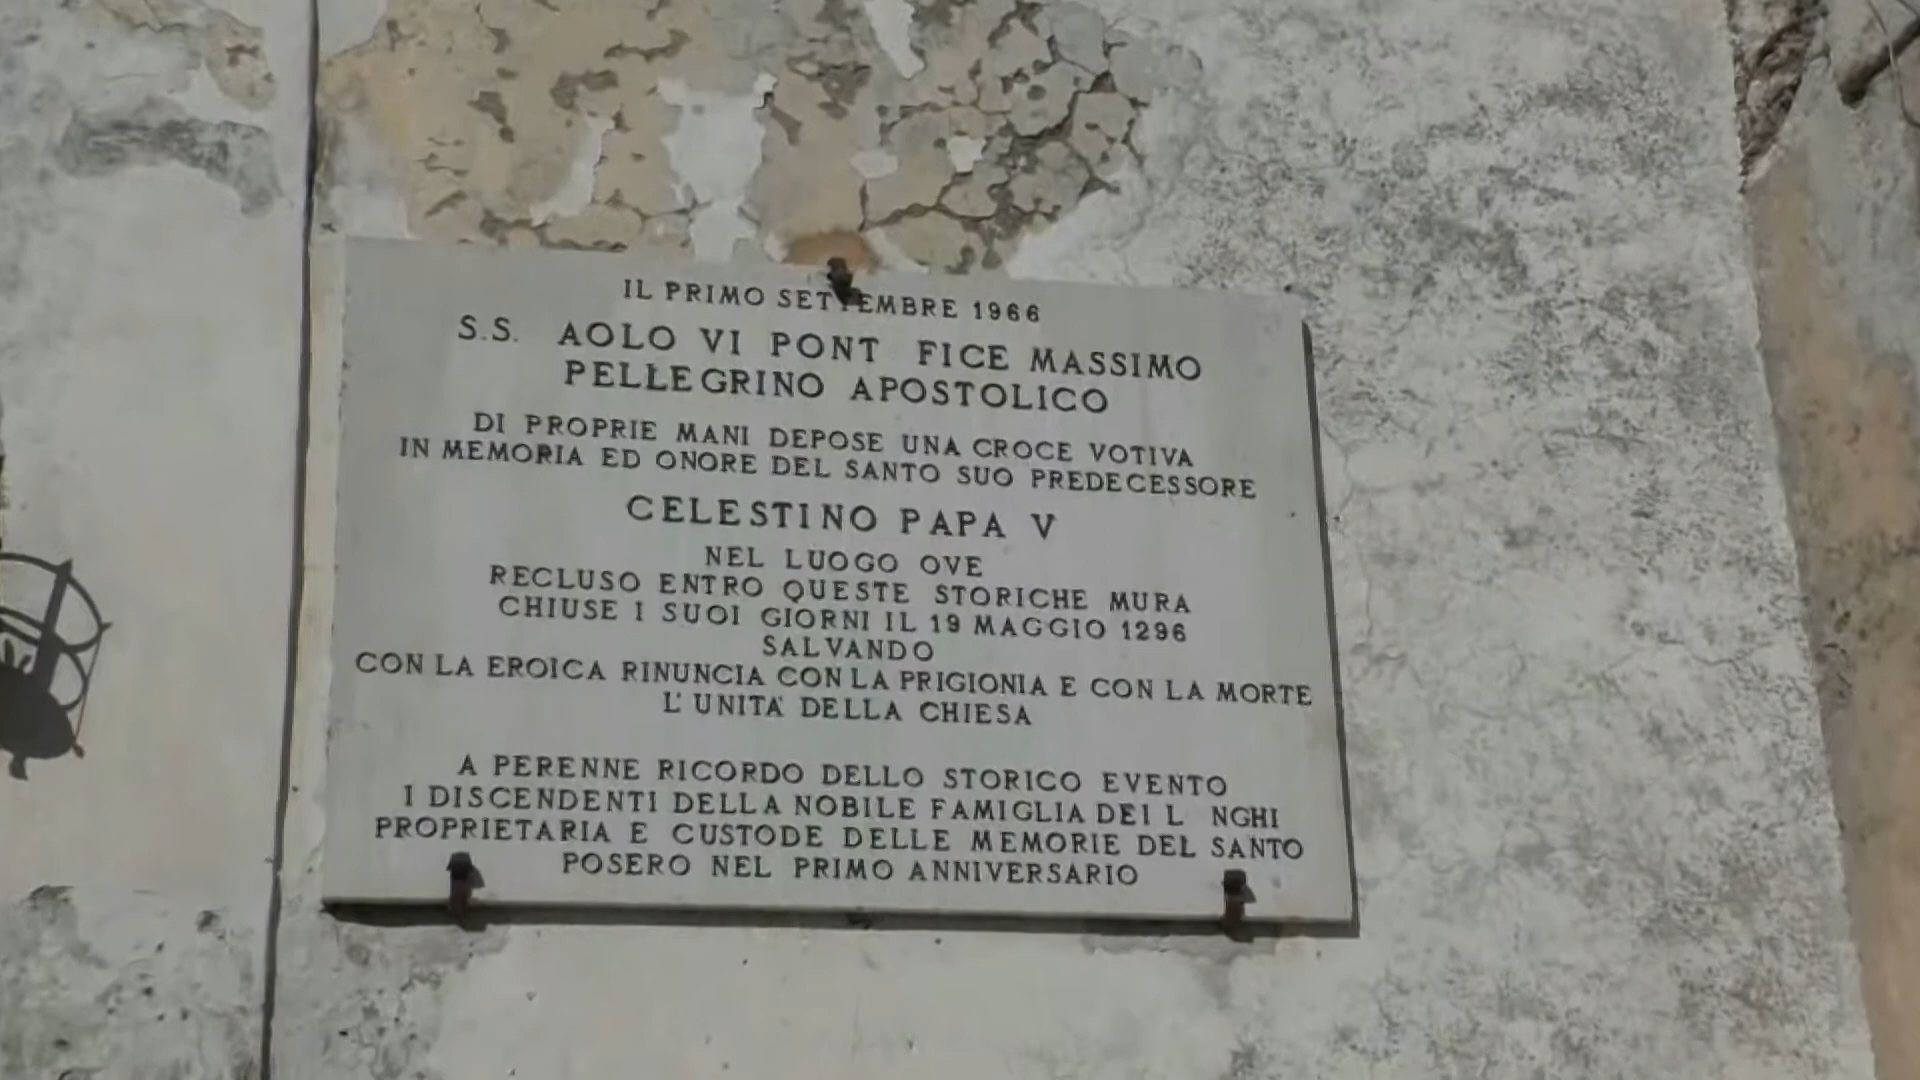 IL PRIMO SETTEMBRE 1966
S.S. AOLO VI PONT FICE MASSIMO
PELLEGRINO APOSTOLICO
DI PROPRIE MANI DEPOSE UNA CROCE VOTIVA
IN MEMORIA ED ONORE DEL SANTO SUO PREDECESSORE
CELESTINO PAPA V
NEL LUOGO OVE
RECLUSO ENTRO QUESTE STORICHE MURA
CHIUSE I SUOI GIORNI IL 19 MAGGIO 1296
SALVANDO
CON LA EROICA RINUNCIA CON LA PRIGIONIA E CON LA MORTE
L'UNITA' DELLA CHIESA
A PERENNE RICORDO DELLO STORICO EVENTO
I DISCENDENTI DELLA NOBILE FAMIGLIA DEI L NGHI
PROPRIETARIA E CUSTODE DELLE MEMORIE DEL SANTO
POSERO NEL PRIMO ANNIVERSARIO